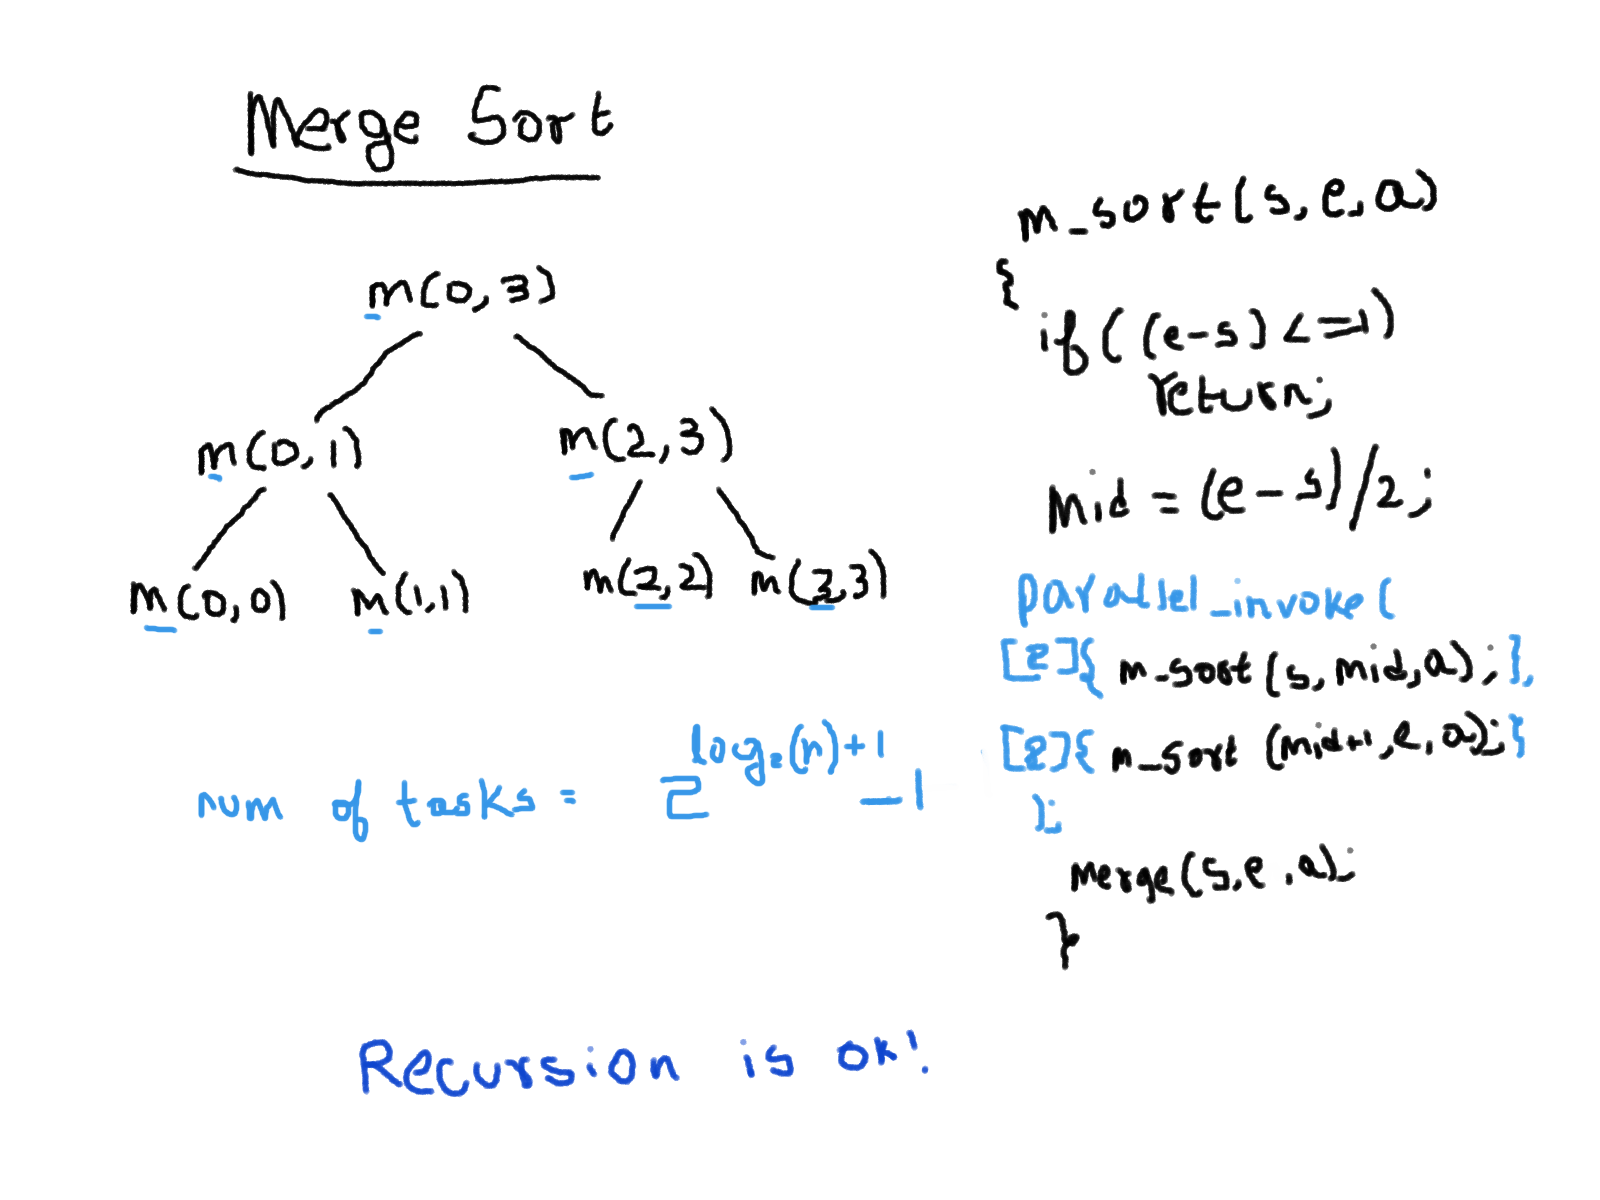 Merge Sort
m(0,3)
m(0,1) m(2,3)
m(0,0) m(1,1) m(2,2) m(3,3)
num of tasks = 2^log₂(n)+1 -1
m_sort(s,e,a)
{
if((e-s)<=1)
return;
mid = (e-s)/2;
parallel_invoke(
[&]{ m_sort(s,mid,a);},
[&]{ m_sort(mid+1,e,a);}
);
merge(s,e,a);
}
Recursion is ok!